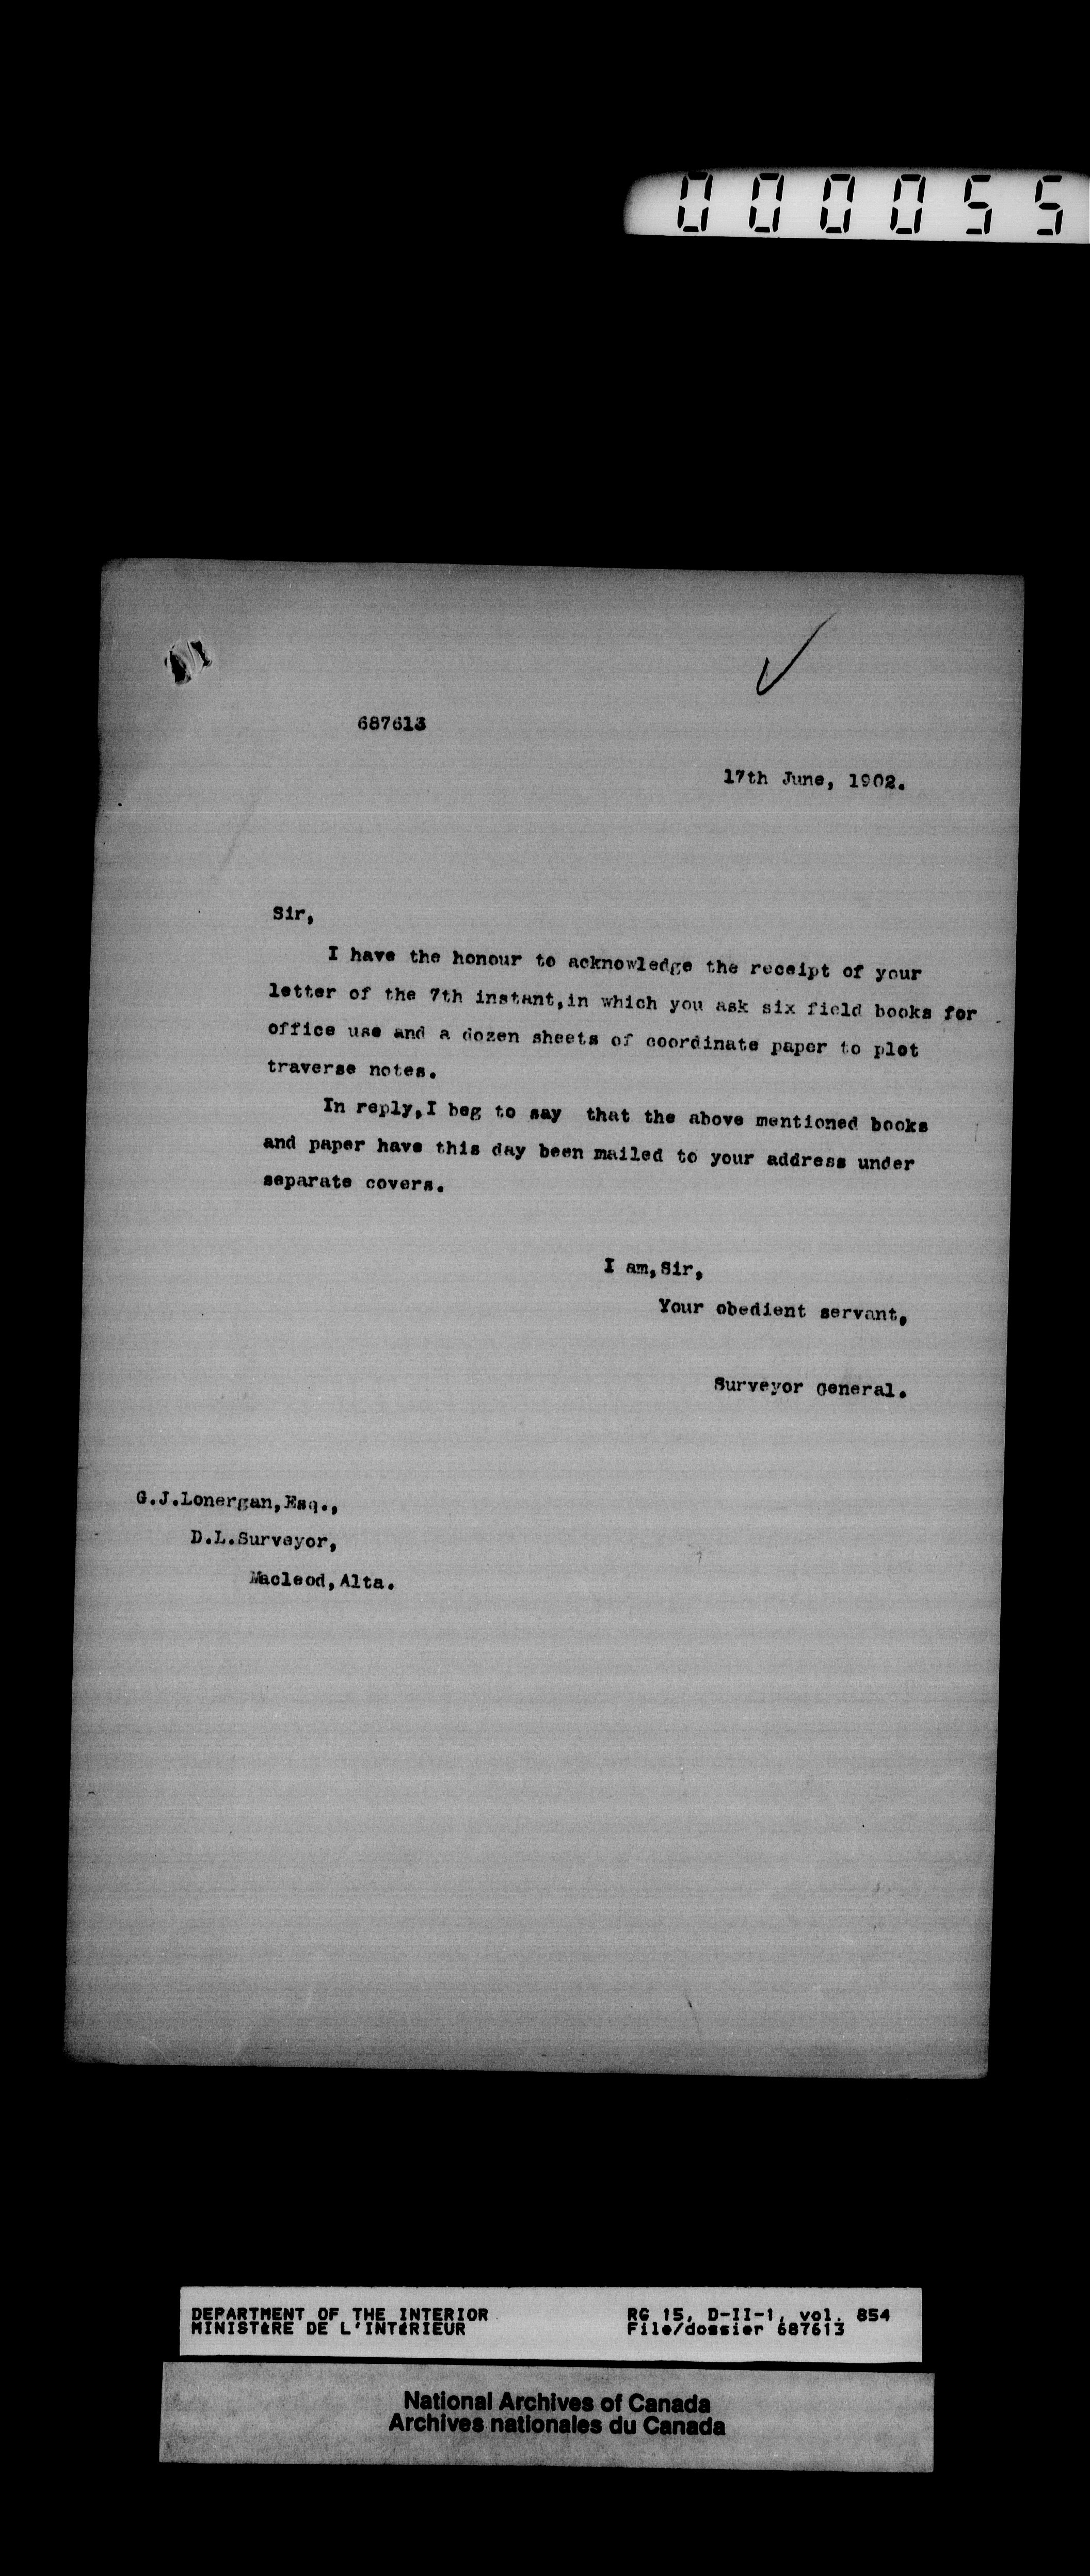 000055
687613
17th June, 1902.
Sir,
I have the honour to acknowledge the receipt of your
letter of the 7th instant,in which you ask six field books for
office use and a dozen sheets of coordinate paper to plot
traverse notes.
In reply,I beg to say that the above mentioned books
and paper have this day been mailed to your address under
separate covers.
I am,Sir,
Your obedient servant,
Surveyor General.
G.J.Lonergan,Esq.,
D.L.Surveyor,
Macleod,Alta.
DEPARTMENT OF THE INTERIOR RG 15, D-II-1, vol. 854
MINISTÈRE DE L'INTÉRIEUR File/dossier 687613
National Archives of Canada
Archives nationales du Canada